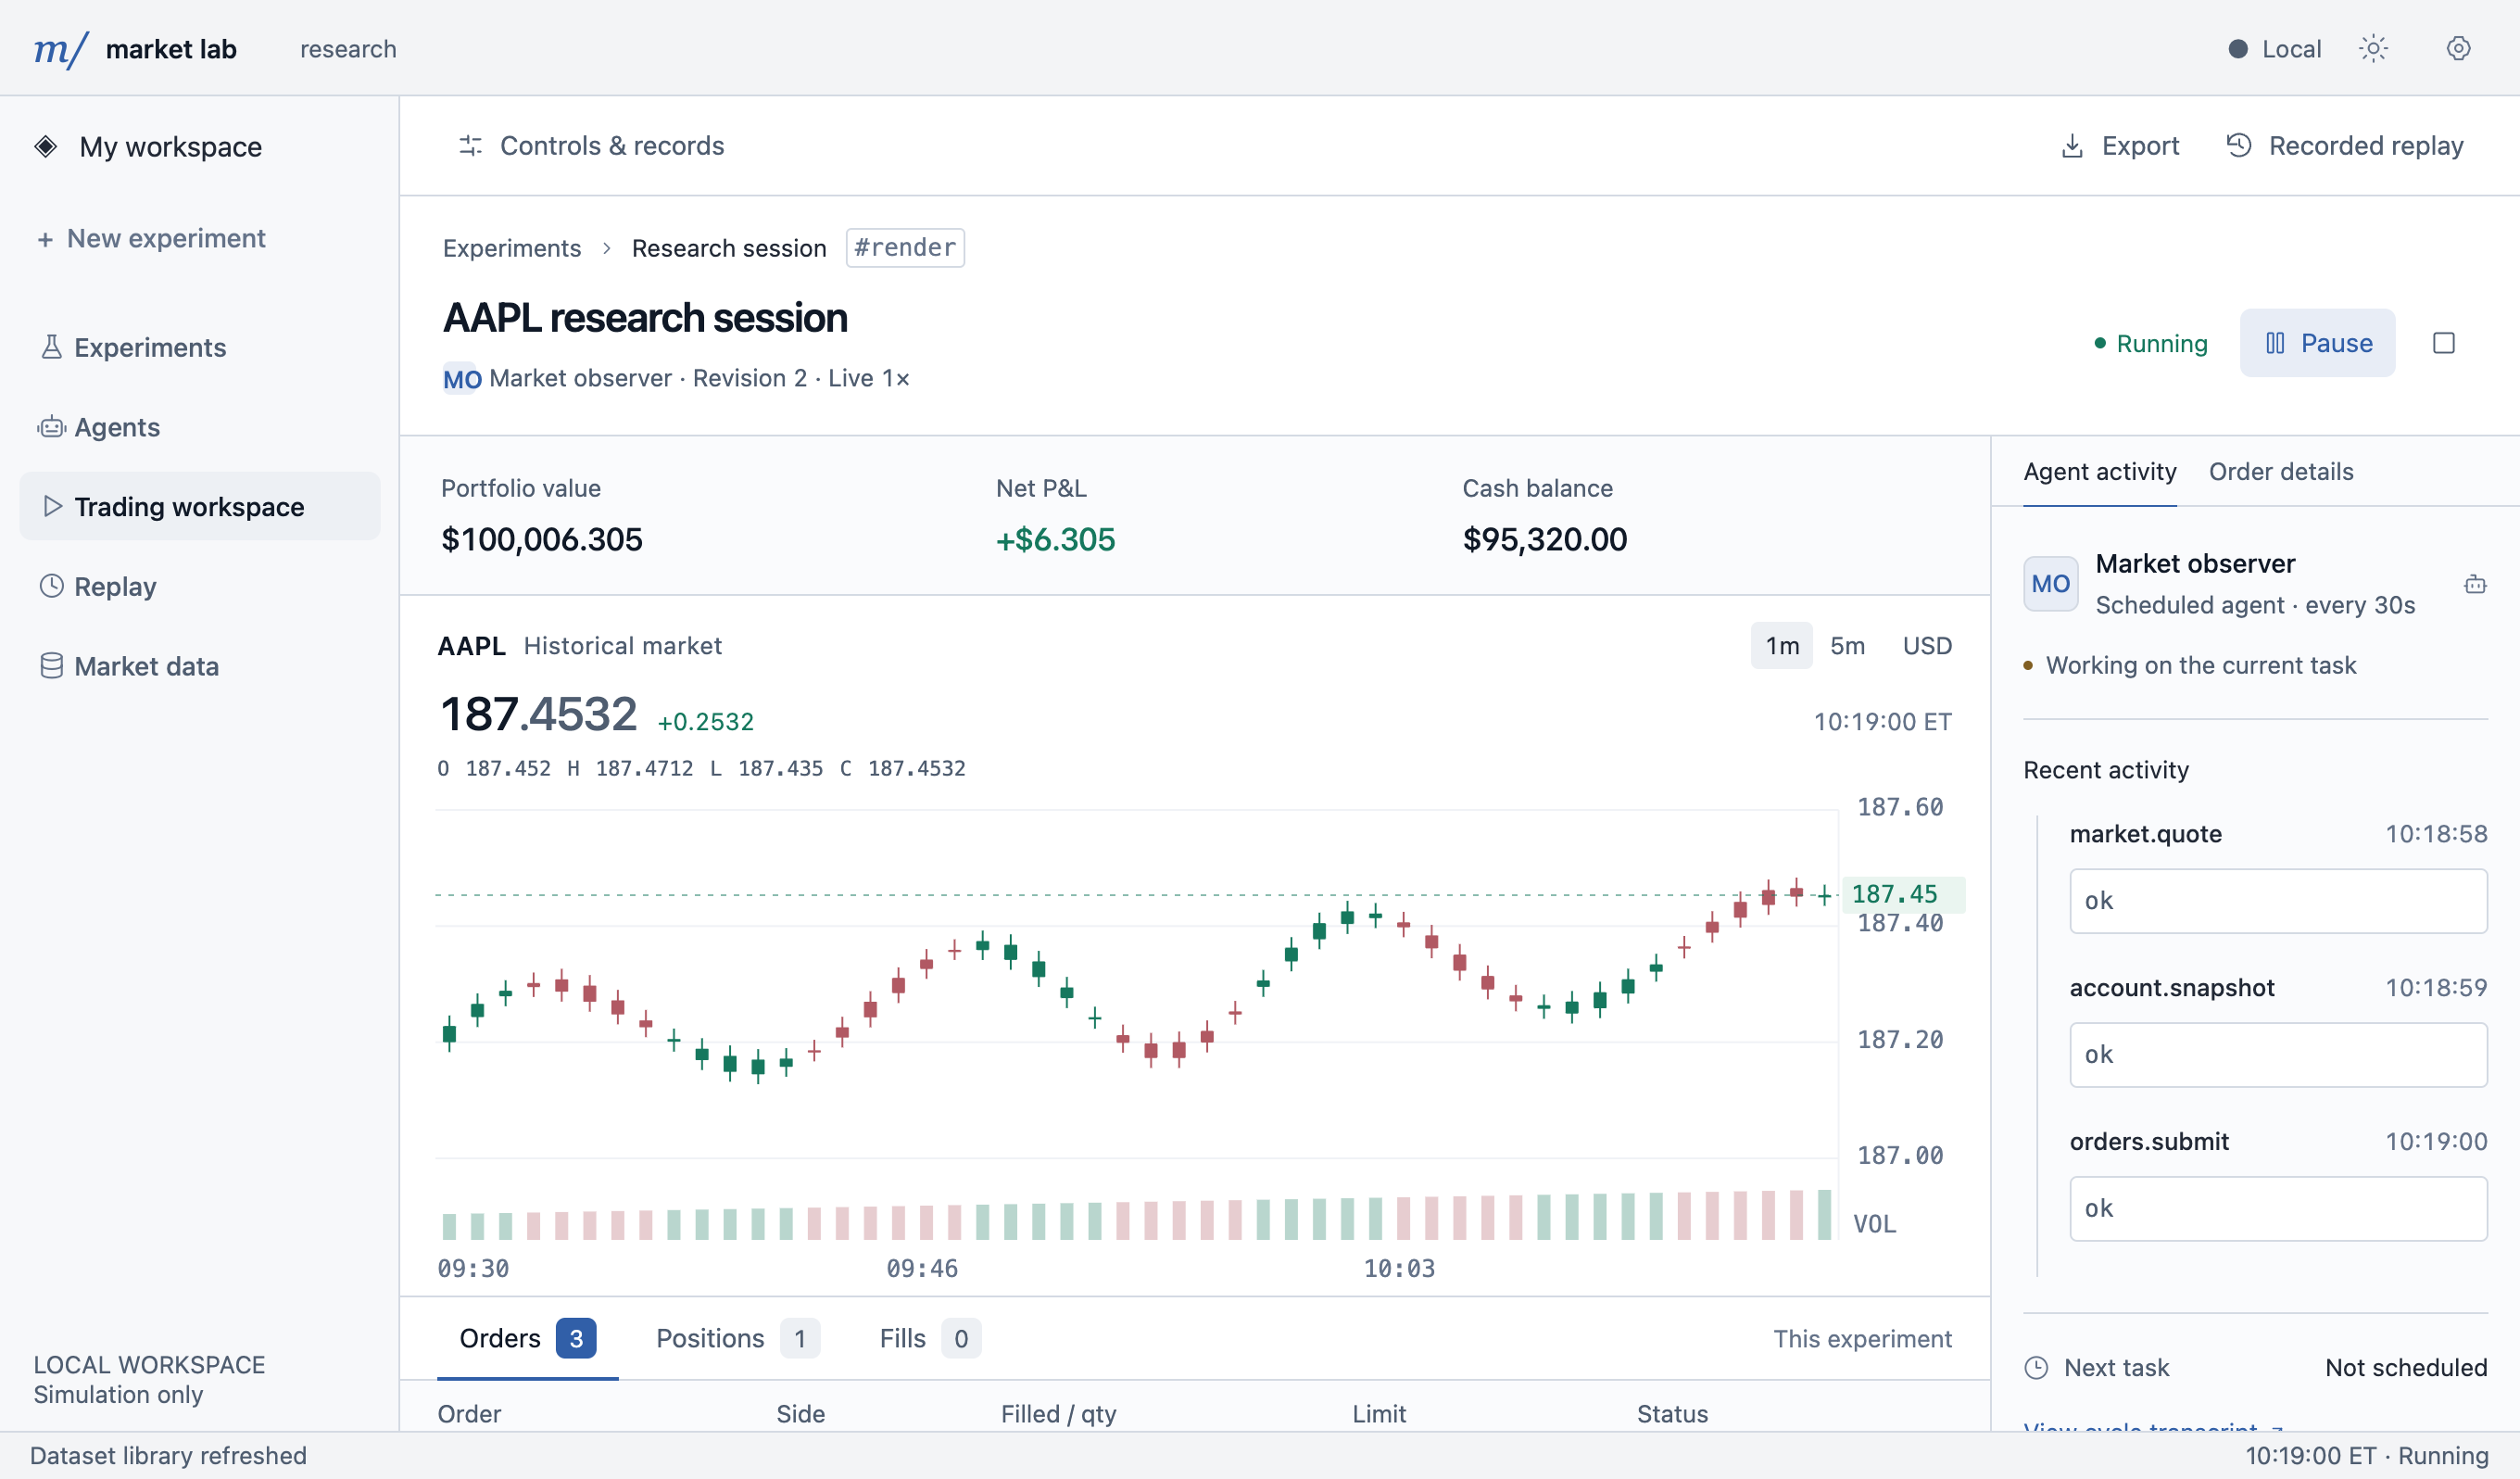 m/ market lab research Local
My workspace
+ New experiment
Experiments
Agents
Trading workspace
Replay
Market data
LOCAL WORKSPACE
Simulation only
Controls & records Export Recorded replay
Experiments › Research session #render
AAPL research session
MO Market observer · Revision 2 · Live 1×
Running Pause
Portfolio value Net P&L Cash balance
$100,006.305 +$6.305 $95,320.00
AAPL Historical market 1m 5m USD
187.4532 +0.2532 10:19:00 ET
O 187.452 H 187.4712 L 187.435 C 187.4532
187.60
187.45
187.40
187.20
187.00
VOL
09:30 09:46 10:03
Orders 3 Positions 1 Fills 0 This experiment
Order Side Filled / qty Limit Status
Agent activity Order details
MO Market observer
Scheduled agent · every 30s
Working on the current task
Recent activity
market.quote 10:18:58
ok
account.snapshot 10:18:59
ok
orders.submit 10:19:00
ok
Next task Not scheduled
View cycle transcript ↗
Dataset library refreshed 10:19:00 ET · Running